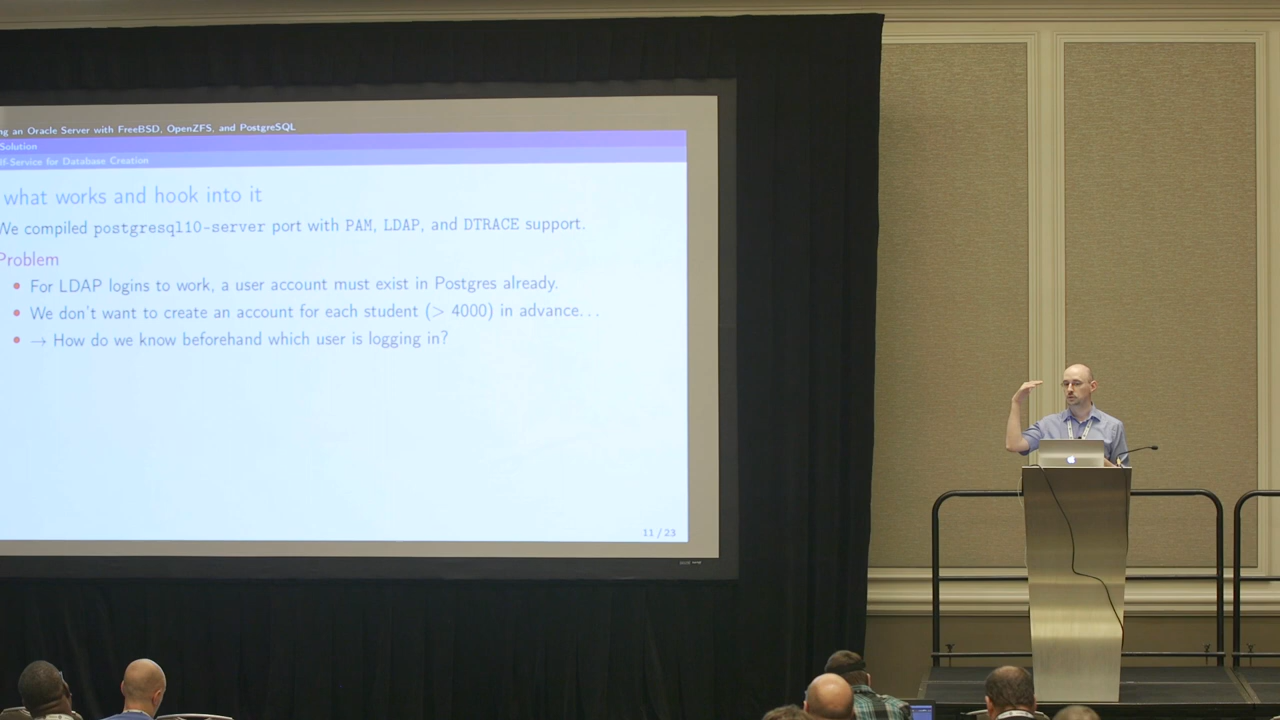 ng an Oracle Server with FreeBSD, OpenZFS, and PostgreSQL
Solution
lf-Service for Database Creation
what works and hook into it
We compiled postgresql10-server port with PAM, LDAP, and DTRACE support.
Problem
• For LDAP logins to work, a user account must exist in Postgres already.
• We don't want to create an account for each student (> 4000) in advance...
• → How do we know beforehand which user is logging in?
11 / 23